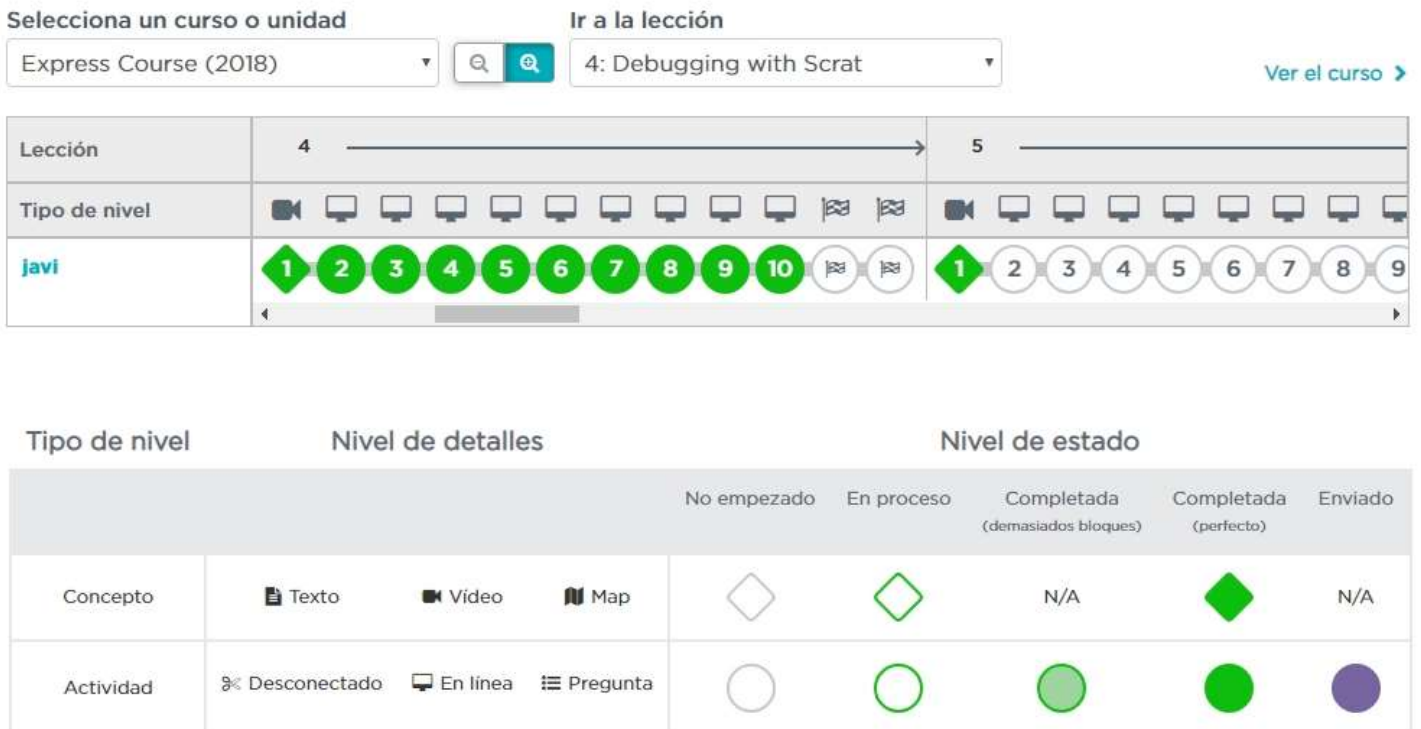 Selecciona un curso o unidad Ir a la lección
Express Course (2018) 4: Debugging with Scrat
Ver el curso
Lección 4 5
Tipo de nivel
javi 1 2 3 4 5 6 7 8 9 10 1 2 3 4 5 6 7 8 9
Tipo de nivel Nivel de detalles Nivel de estado
No empezado En proceso Completada Completada Enviado
(demasiados bloques) (perfecto)
Concepto Texto Vídeo Map N/A N/A
Actividad Desconectado En línea Pregunta